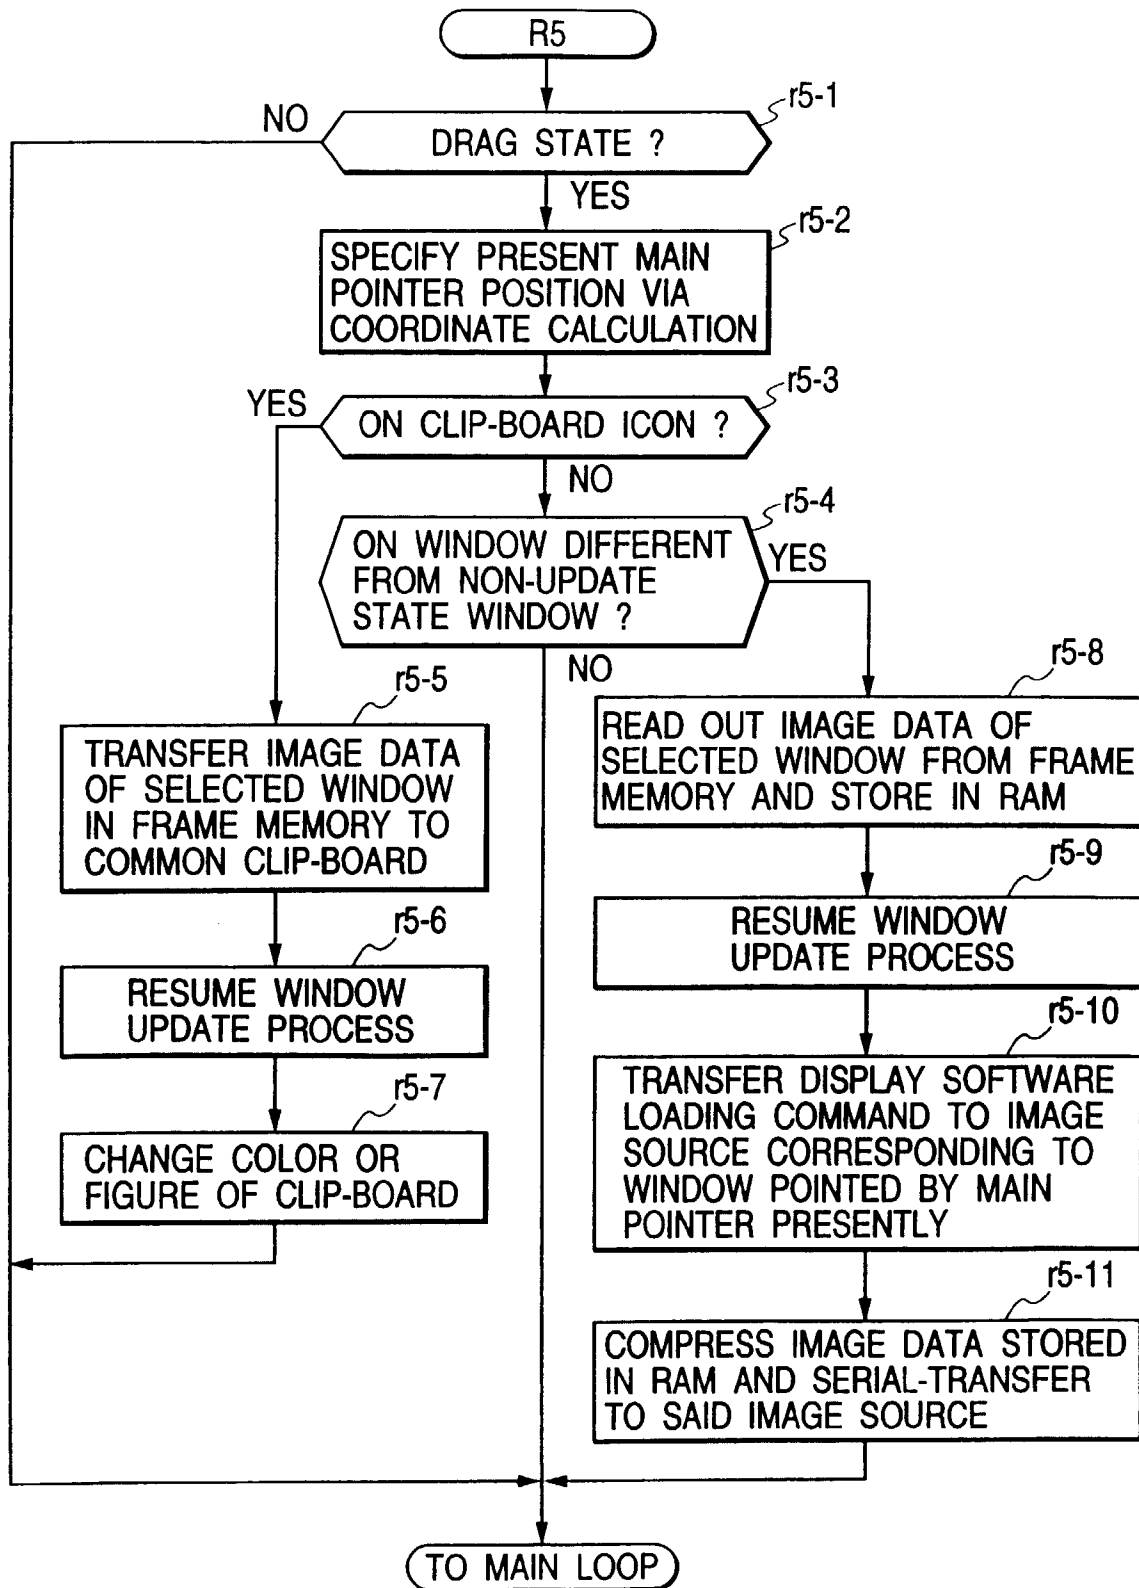 R5
r5-1
NO
DRAG STATE ?
YES
r5-2
SPECIFY PRESENT MAIN
POINTER POSITION VIA
COORDINATE CALCULATION
r5-3
YES
ON CLIP-BOARD ICON ?
NO
r5-4
ON WINDOW DIFFERENT
FROM NON-UPDATE
STATE WINDOW ?
YES
NO
r5-5
TRANSFER IMAGE DATA
OF SELECTED WINDOW
IN FRAME MEMORY TO
COMMON CLIP-BOARD
r5-6
RESUME WINDOW
UPDATE PROCESS
r5-7
CHANGE COLOR OR
FIGURE OF CLIP-BOARD
r5-8
READ OUT IMAGE DATA OF
SELECTED WINDOW FROM FRAME
MEMORY AND STORE IN RAM
r5-9
RESUME WINDOW
UPDATE PROCESS
r5-10
TRANSFER DISPLAY SOFTWARE
LOADING COMMAND TO IMAGE
SOURCE CORRESPONDING TO
WINDOW POINTED BY MAIN
POINTER PRESENTLY
r5-11
COMPRESS IMAGE DATA STORED
IN RAM AND SERIAL-TRANSFER
TO SAID IMAGE SOURCE
TO MAIN LOOP